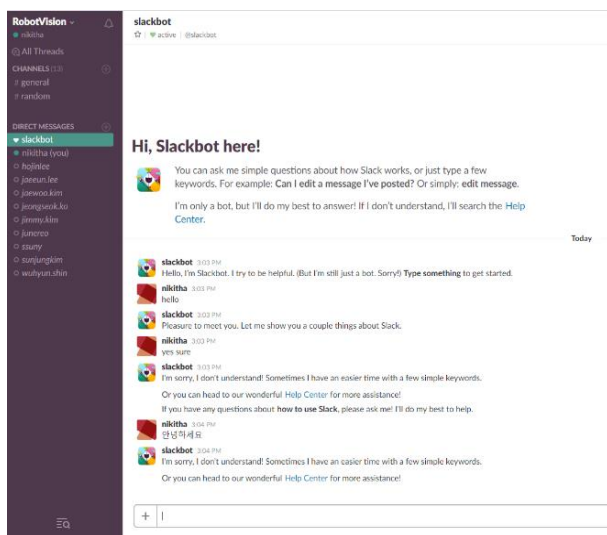 RobotVision
nikitha
All Threads
CHANNELS (13)
# general
# random
DIRECT MESSAGES
slackbot
nikitha (you)
hojinlee
jaeeun.lee
jaewoo.kim
jeongseok.ko
jimmy.kim
junereo
ssuny
sunjungkim
wuhyun.shin
slackbot
active | @slackbot
Hi, Slackbot here!
You can ask me simple questions about how Slack works, or just type a few
keywords. For example: Can I edit a message I've posted? Or simply: edit message.
I'm only a bot, but I'll do my best to answer! If I don't understand, I'll search the Help
Center.
Today
slackbot 3:03 PM
Hello, I'm Slackbot. I try to be helpful. (But I'm still just a bot. Sorry!) Type something to get started.
nikitha 3:03 PM
hello
slackbot 3:03 PM
Pleasure to meet you. Let me show you a couple things about Slack.
nikitha 3:03 PM
yes sure
slackbot 3:03 PM
I'm sorry, I don't understand! Sometimes I have an easier time with a few simple keywords.
Or you can head to our wonderful Help Center for more assistance!
If you have any questions about how to use Slack, please ask me! I'll do my best to help.
nikitha 3:04 PM
안녕하세요
slackbot 3:04 PM
I'm sorry, I don't understand! Sometimes I have an easier time with a few simple keywords.
Or you can head to our wonderful Help Center for more assistance!